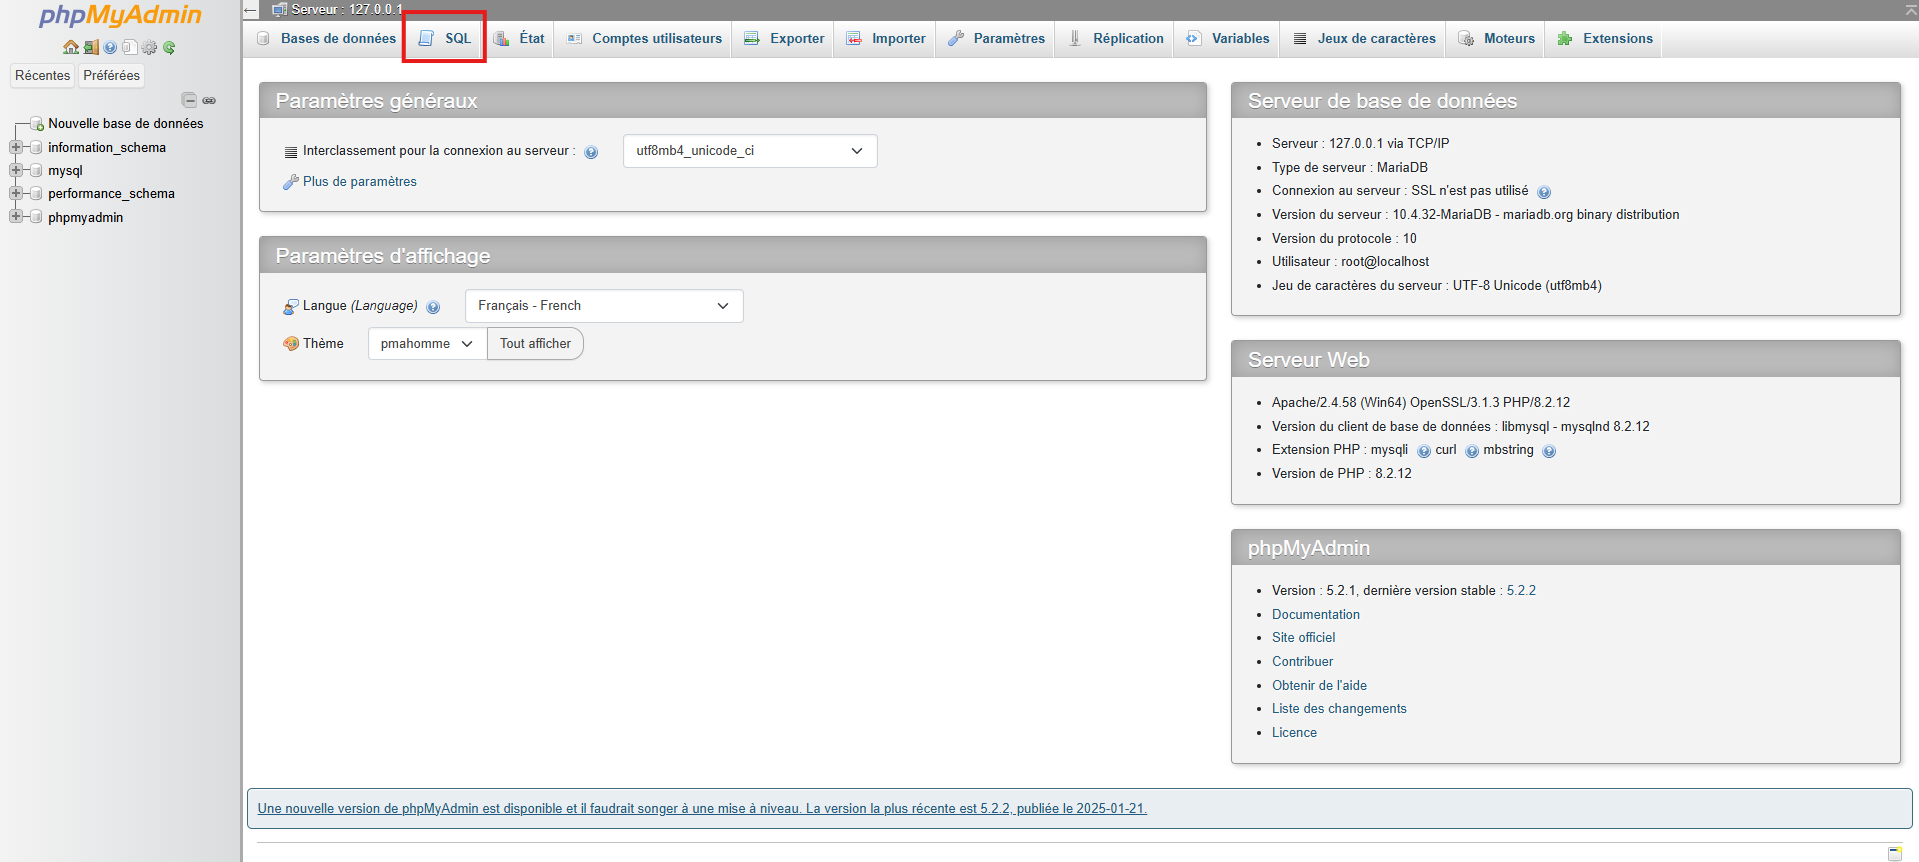 phpMyAdmin
Récentes
Préférées
Nouvelle base de données
information_schema
mysql
performance_schema
phpmyadmin
Serveur : 127.0.0.1
Bases de données
SQL
État
Comptes utilisateurs
Exporter
Importer
Paramètres
Réplication
Variables
Jeux de caractères
Moteurs
Extensions
Paramètres généraux
Interclassement pour la connexion au serveur :
utf8mb4_unicode_ci
Plus de paramètres
Paramètres d'affichage
Langue (Language)
Français - French
Thème
pmahomme
Tout afficher
Serveur de base de données
Serveur : 127.0.0.1 via TCP/IP
Type de serveur : MariaDB
Connexion au serveur : SSL n'est pas utilisé
Version du serveur : 10.4.32-MariaDB - mariadb.org binary distribution
Version du protocole : 10
Utilisateur : root@localhost
Jeu de caractères du serveur : UTF-8 Unicode (utf8mb4)
Serveur Web
Apache/2.4.58 (Win64) OpenSSL/3.1.3 PHP/8.2.12
Version du client de base de données : libmysql - mysqlnd 8.2.12
Extension PHP : mysqli curl mbstring
Version de PHP : 8.2.12
phpMyAdmin
Version : 5.2.1, dernière version stable : 5.2.2
Documentation
Site officiel
Contribuer
Obtenir de l'aide
Liste des changements
Licence
Une nouvelle version de phpMyAdmin est disponible et il faudrait songer à une mise à niveau. La version la plus récente est 5.2.2, publiée le 2025-01-21.